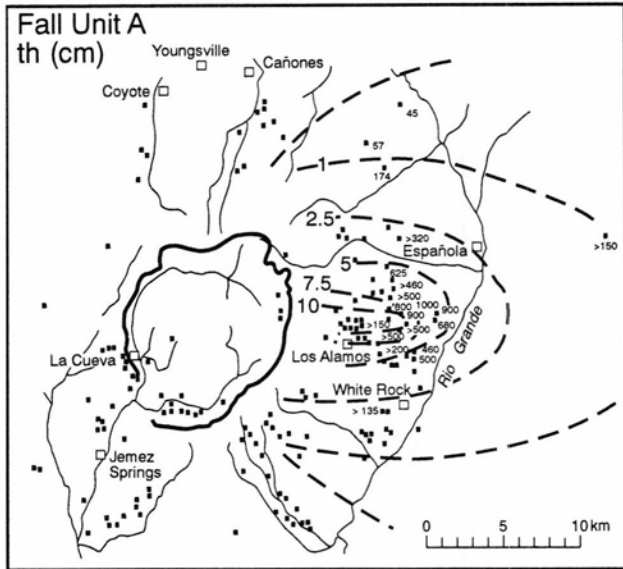 Fall Unit A
th (cm)
Youngsville
Cañones
Coyote
45
57
1
174
2.5
>320
Española
>150
5
625
7.5
>460
>500
10
800
1000
900
900
>150
>500
680
>500
Los Alamos
>200
460
500
La Cueva
Rio Grande
White Rock
>135
Jemez
Springs
0
5
10 km